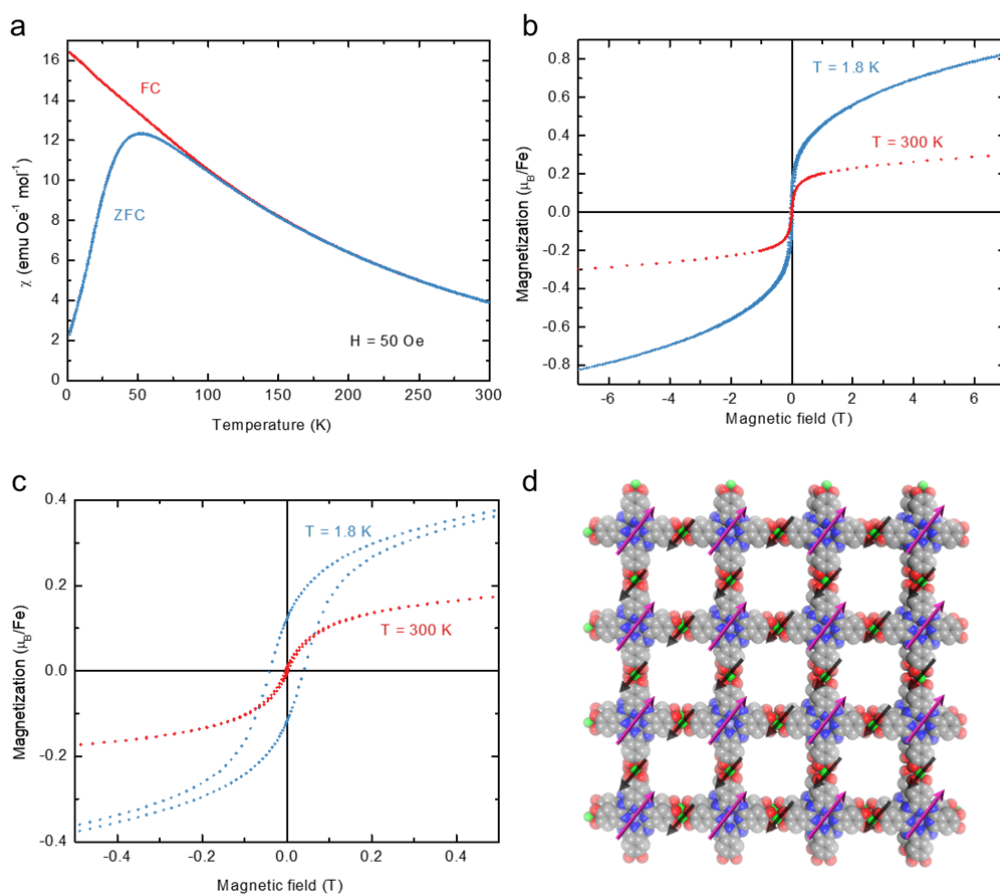 a
χ (emu Oe⁻¹ mol⁻¹)
16
14
12
10
8
6
4
2
0
FC
ZFC
H = 50 Oe
0 50 100 150 200 250 300
Temperature (K)
b
Magnetization (μB/Fe)
0.8
0.6
0.4
0.2
0.0
-0.2
-0.4
-0.6
-0.8
T = 1.8 K
T = 300 K
-6 -4 -2 0 2 4 6
Magnetic field (T)
c
Magnetization (μB/Fe)
0.4
0.2
0.0
-0.2
-0.4
T = 1.8 K
T = 300 K
-0.4 -0.2 0.0 0.2 0.4
Magnetic field (T)
d